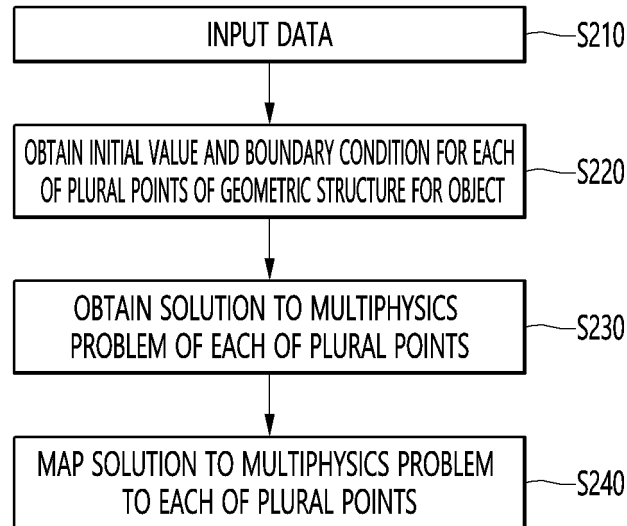 INPUT DATA
S210
OBTAIN INITIAL VALUE AND BOUNDARY CONDITION FOR EACH
OF PLURAL POINTS OF GEOMETRIC STRUCTURE FOR OBJECT
S220
OBTAIN SOLUTION TO MULTIPHYSICS
PROBLEM OF EACH OF PLURAL POINTS
S230
MAP SOLUTION TO MULTIPHYSICS PROBLEM
TO EACH OF PLURAL POINTS
S240